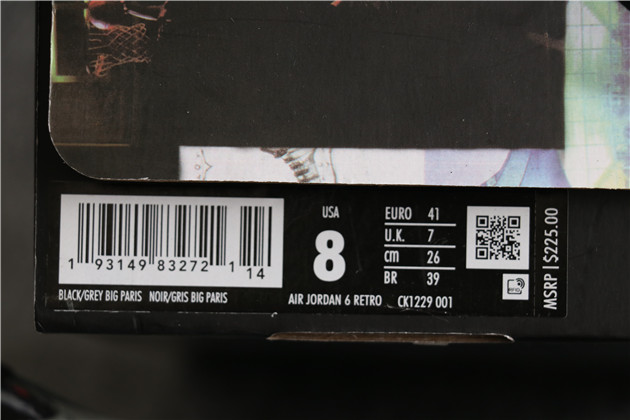 1 93149 83272 1 14
BLACK/GREY BIG PARIS NOIR/GRIS BIG PARIS
USA
8
EURO 41
U.K. 7
cm 26
BR 39
AIR JORDAN 6 RETRO CK1229 001
MSRP | $225.00